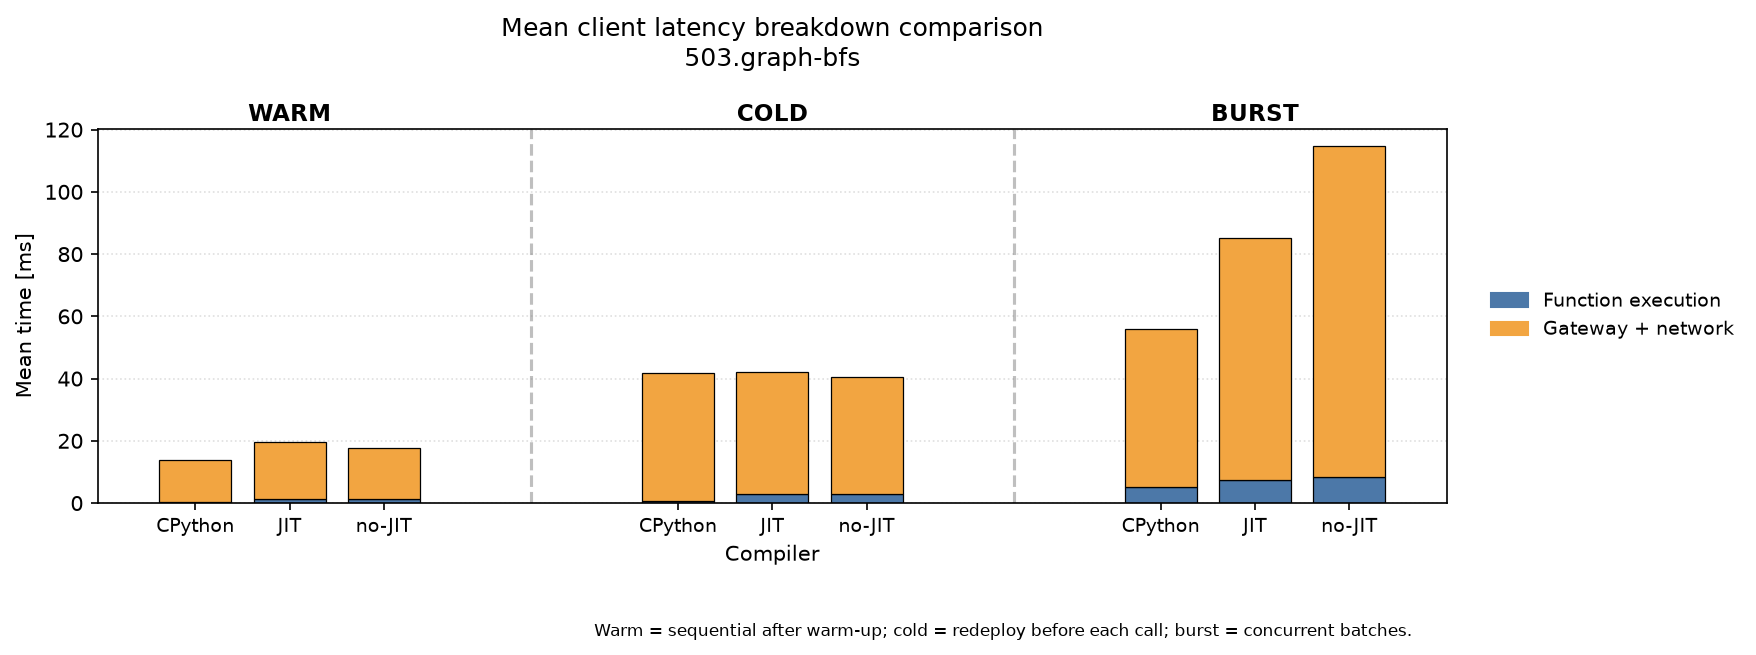 Mean client latency breakdown comparison
503.graph-bfs
WARM
COLD
BURST
Mean time [ms]
120
100
80
60
40
20
0
CPython
JIT
no-JIT
CPython
JIT
no-JIT
CPython
JIT
no-JIT
Compiler
Function execution
Gateway + network
Warm = sequential after warm-up; cold = redeploy before each call; burst = concurrent batches.